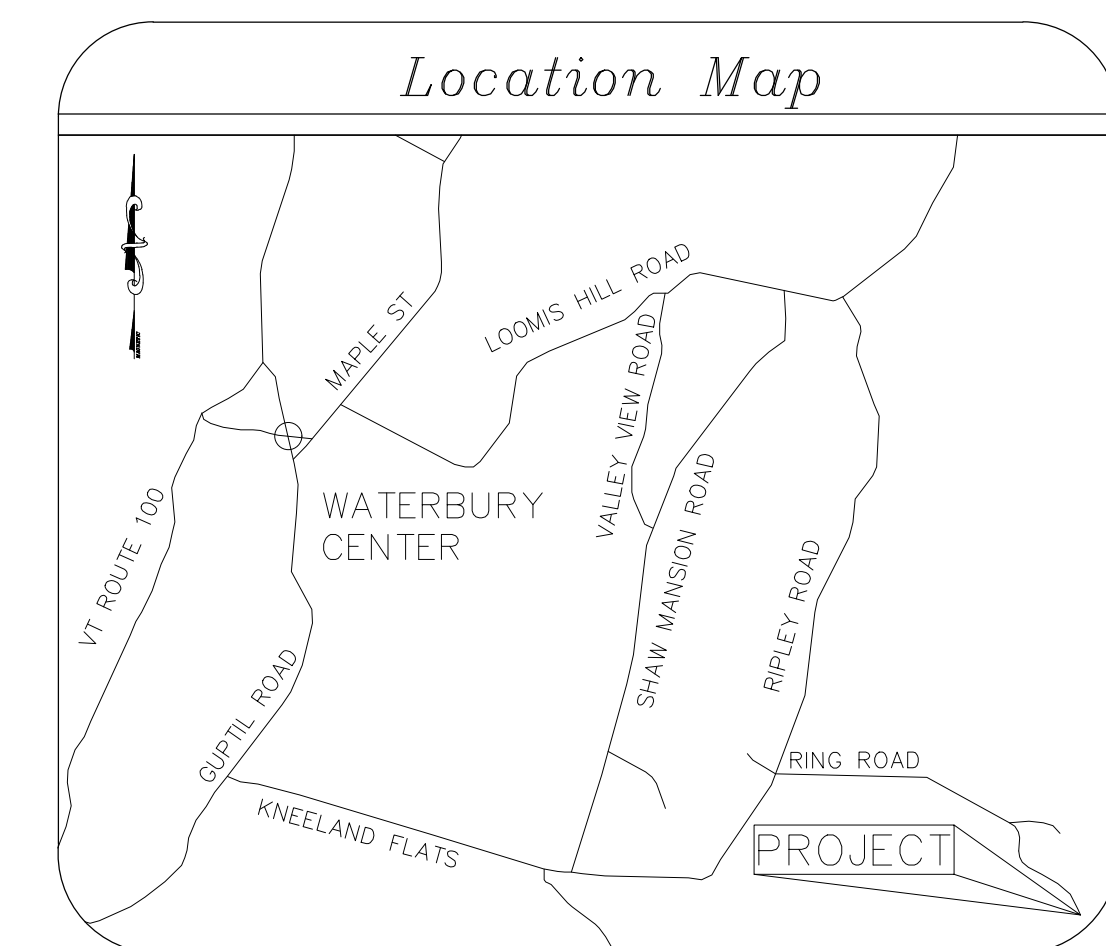 Location Map
MAPLE ST
LOOMIS HILL ROAD
VALLEY VIEW ROAD
WATERBURY
CENTER
VT ROUTE 100
SHAW MANSION ROAD
RIPLEY ROAD
GUPTIL ROAD
RING ROAD
KNEELAND FLATS
PROJECT